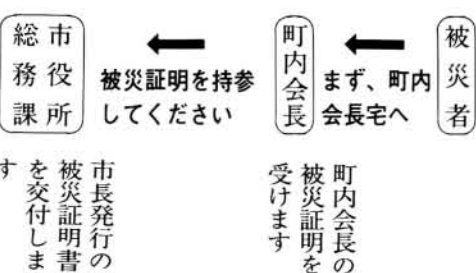 被災者
まず、町内
会長宅へ
町内会長
被災証明を持参
してください
市役所
総務課
町内会長の
被災証明を
受けます
市長発行の
被災証明書
を交付しま
す